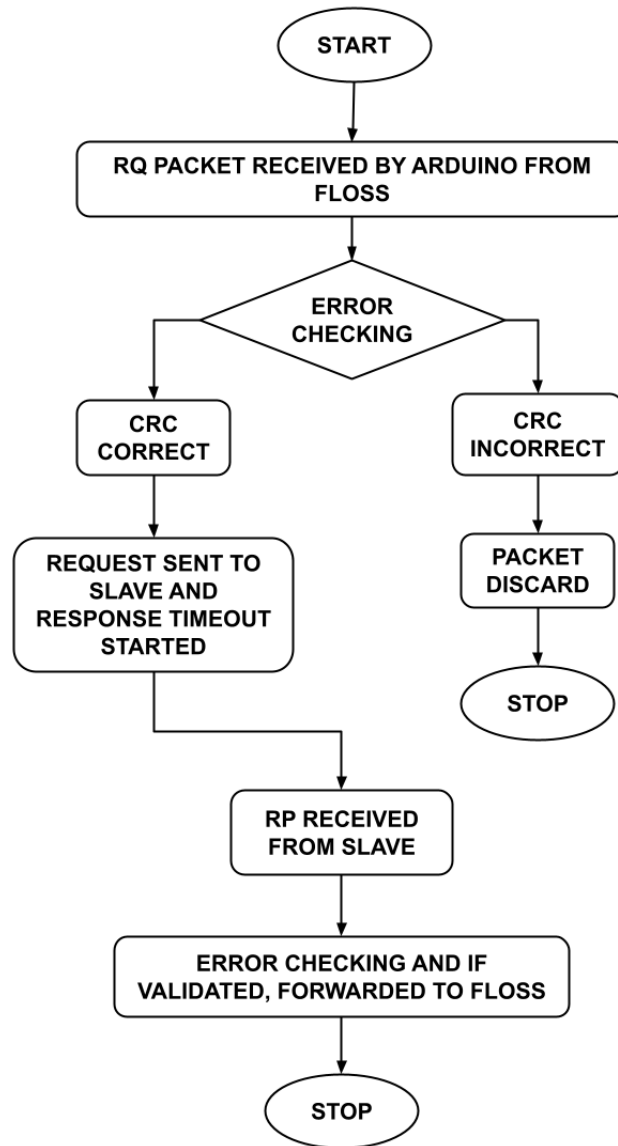 START
RQ PACKET RECEIVED BY ARDUINO FROM
FLOSS
ERROR
CHECKING
CRC
CORRECT
CRC
INCORRECT
REQUEST SENT TO
SLAVE AND
RESPONSE TIMEOUT
STARTED
PACKET
DISCARD
STOP
RP RECEIVED
FROM SLAVE
ERROR CHECKING AND IF
VALIDATED, FORWARDED TO FLOSS
STOP